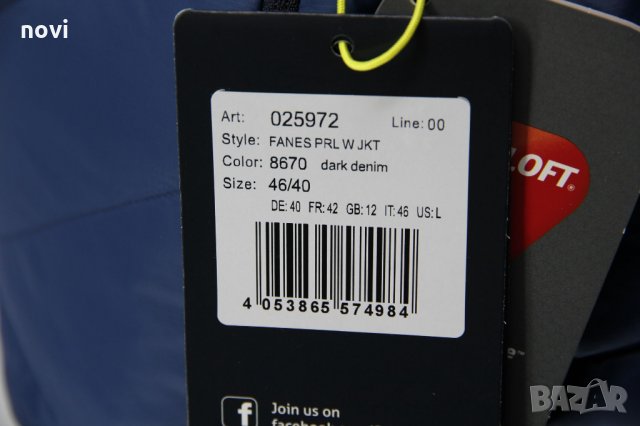 novi
Art: 025972 Line: 00
Style: FANES PRL W JKT
Color: 8670 dark denim
Size: 46/40
DE: 40 FR: 42 GB: 12 IT: 46 US: L
4 053865 574984
Join us on
LOFT®
BAZAR